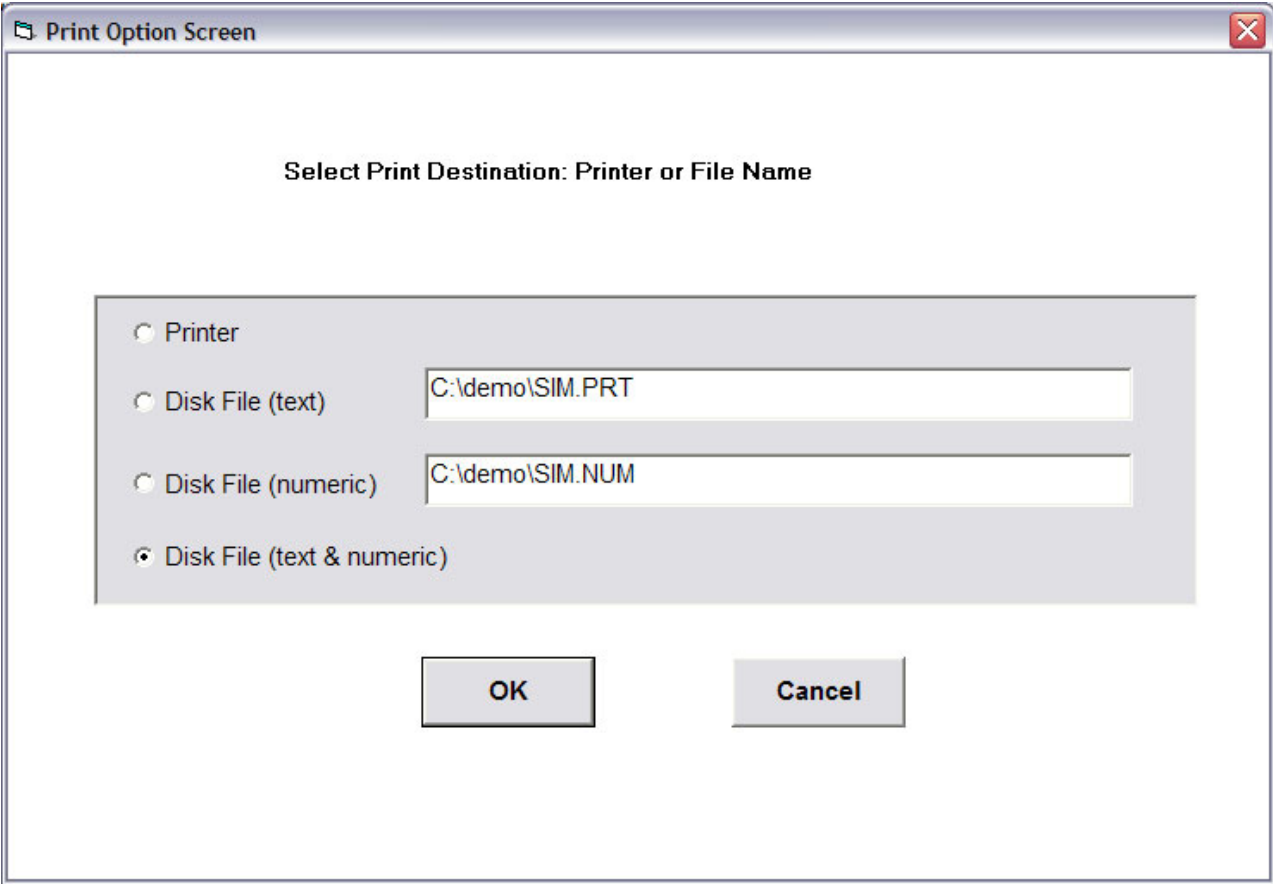 Print Option Screen
Select Print Destination: Printer or File Name
Printer
Disk File (text)
C:\demo\SIM.PRT
Disk File (numeric)
C:\demo\SIM.NUM
Disk File (text & numeric)
OK
Cancel